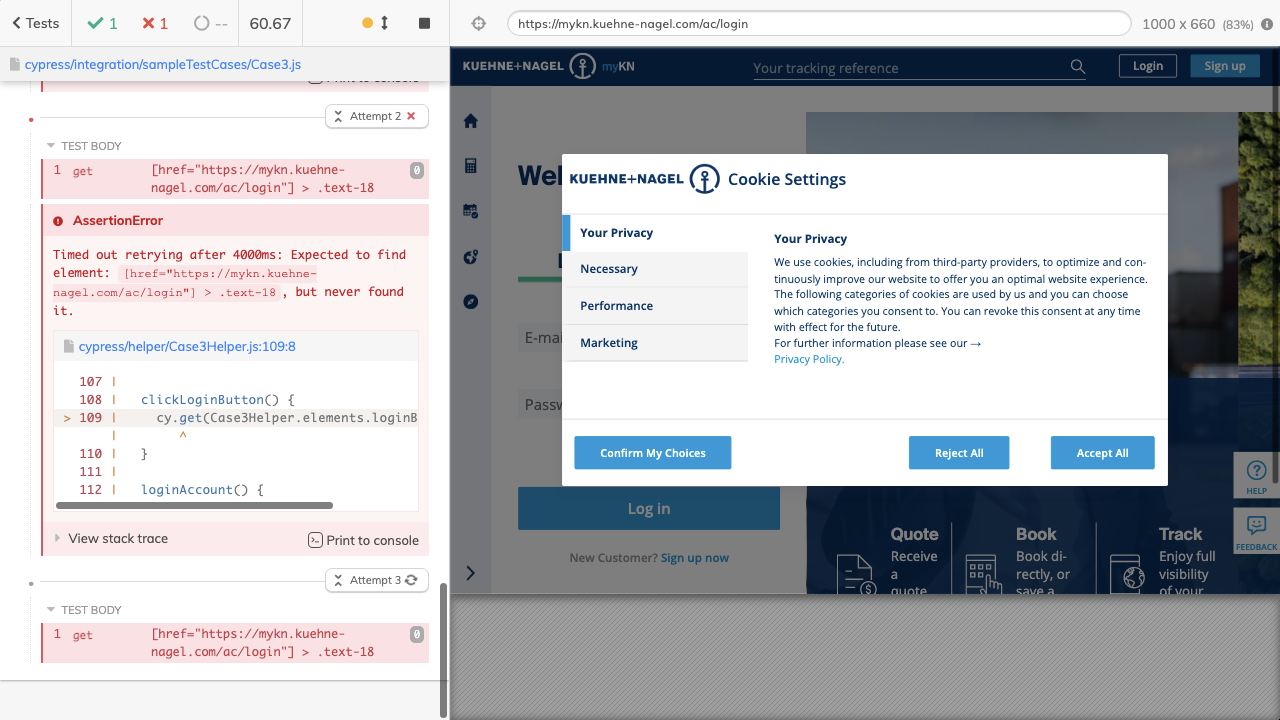 Tests
1
1
--
60.67
https://mykn.kuehne-nagel.com/ac/login
1000 x 660 (83%)
cypress/integration/sampleTestCases/Case3.js
Print to console
Attempt 2
TEST BODY
1 get [href="https://mykn.kuehne-
nagel.com/ac/login"] > .text-18
0
AssertionError
Timed out retrying after 4000ms: Expected to find
element: [href="https://mykn.kuehne-
nagel.com/ac/login"] > .text-18, but never found
it.
cypress/helper/Case3Helper.js:109:8
107 |
108 | clickLoginButton() {
> 109 | cy.get(Case3Helper.elements.loginB
| ^
110 | }
111 |
112 | loginAccount() {
View stack trace
Print to console
Attempt 3
TEST BODY
1 get [href="https://mykn.kuehne-
nagel.com/ac/login"] > .text-18
0
KUEHNE+NAGEL myKN
Your tracking reference
Login
Sign up
Wel
KUEHNE+NAGEL Cookie Settings
Your Privacy
Necessary
Performance
Marketing
Your Privacy
We use cookies, including from third-party providers, to optimize and con-
tinuously improve our website to offer you an optimal website experience.
The following categories of cookies are used by us and you can choose
which categories you consent to. You can revoke this consent at any time
with effect for the future.
For further information please see our →
Privacy Policy.
E-mai
Passw
Confirm My Choices
Reject All
Accept All
Log in
New Customer? Sign up now
HELP
FEEDBACK
Quote
Receive
a
quote
Book
Book di-
rectly, or
save a
Track
Enjoy full
visibility
of your